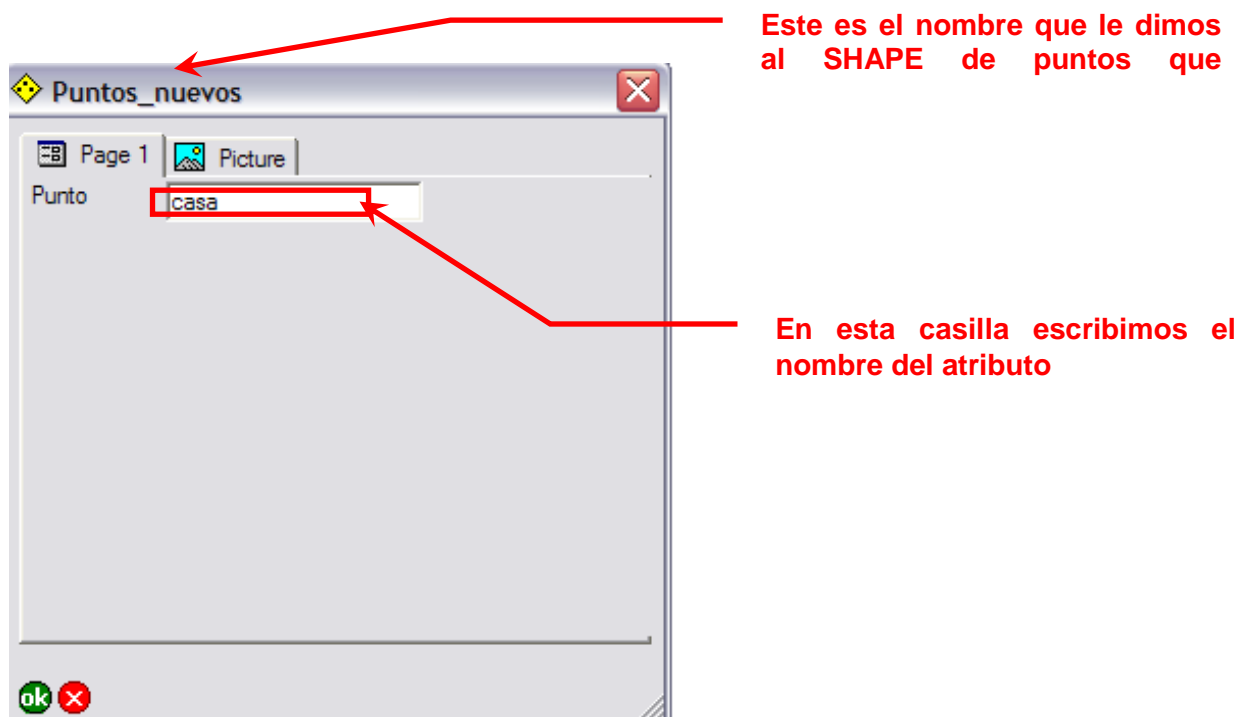 Este es el nombre que le dimos
al SHAPE de puntos que
Puntos_nuevos
Page 1 Picture
Punto casa
En esta casilla escribimos el
nombre del atributo
ok